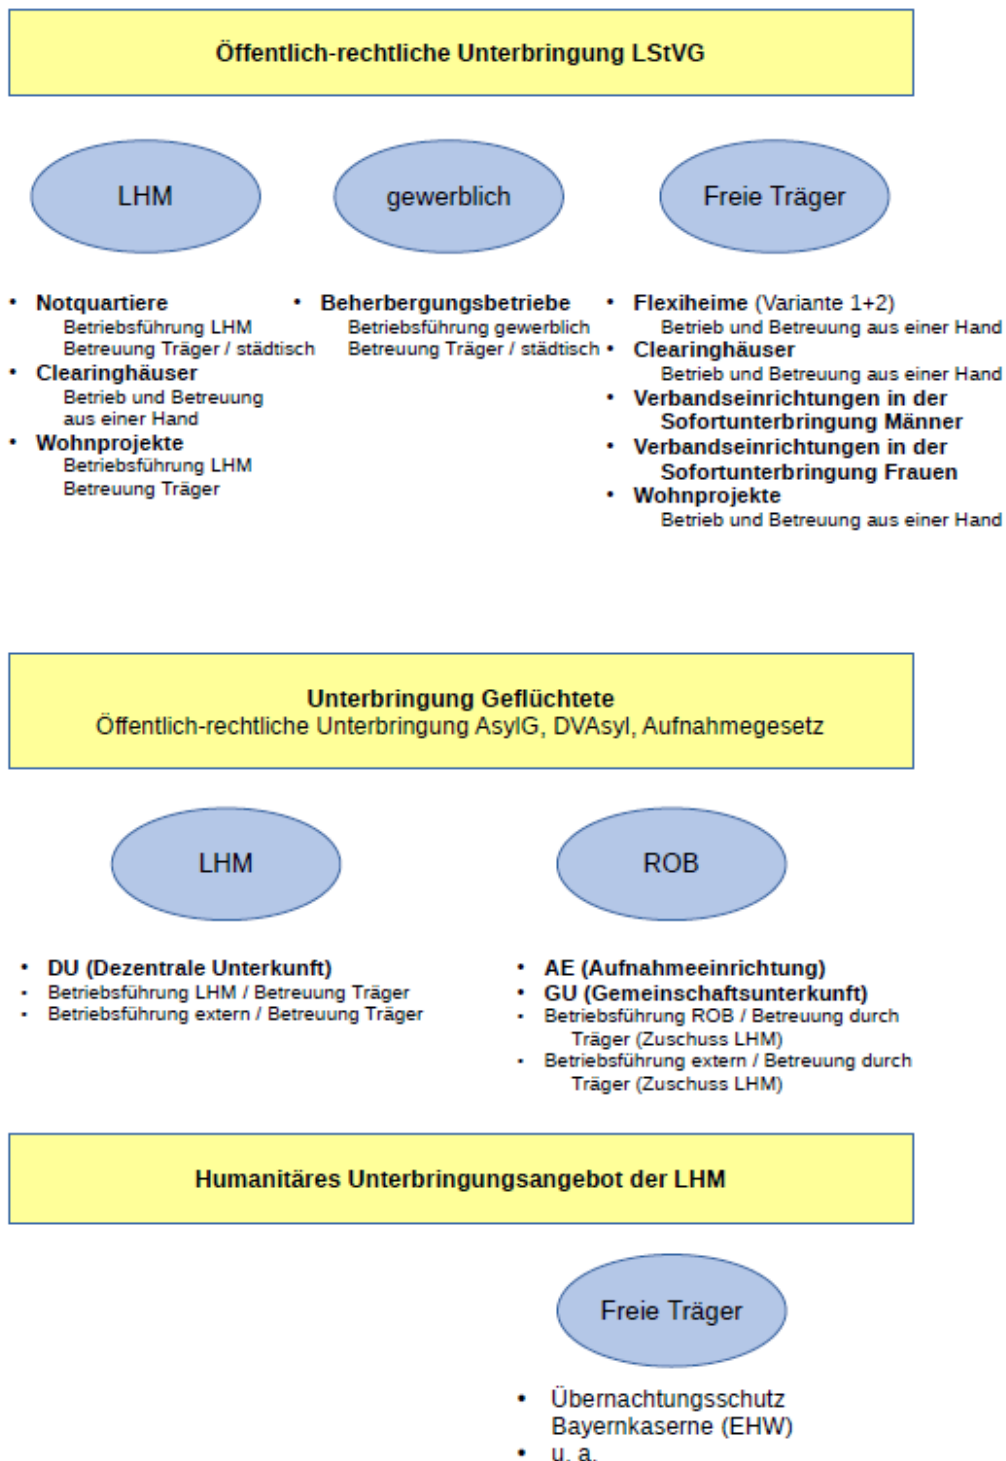 Öffentlich-rechtliche Unterbringung LStVG
LHM
gewerblich
Freie Träger
• Notquartiere
Betriebsführung LHM
Betreuung Träger / städtisch
• Clearinghäuser
Betrieb und Betreuung
aus einer Hand
• Wohnprojekte
Betriebsführung LHM
Betreuung Träger
• Beherbergungsbetriebe
Betriebsführung gewerblich
Betreuung Träger / städtisch
• Flexiheime (Variante 1+2)
Betrieb und Betreuung aus einer Hand
• Clearinghäuser
Betrieb und Betreuung aus einer Hand
• Verbandseinrichtungen in der
Sofortunterbringung Männer
• Verbandseinrichtungen in der
Sofortunterbringung Frauen
• Wohnprojekte
Betrieb und Betreuung aus einer Hand
Unterbringung Geflüchtete
Öffentlich-rechtliche Unterbringung AsylG, DVAsyl, Aufnahmegesetz
LHM
ROB
• DU (Dezentrale Unterkunft)
• Betriebsführung LHM / Betreuung Träger
• Betriebsführung extern / Betreuung Träger
• AE (Aufnahmeeinrichtung)
• GU (Gemeinschaftsunterkunft)
• Betriebsführung ROB / Betreuung durch
Träger (Zuschuss LHM)
• Betriebsführung extern / Betreuung durch
Träger (Zuschuss LHM)
Humanitäres Unterbringungsangebot der LHM
Freie Träger
• Übernachtungsschutz
Bayernkaserne (EHW)
• u. a.